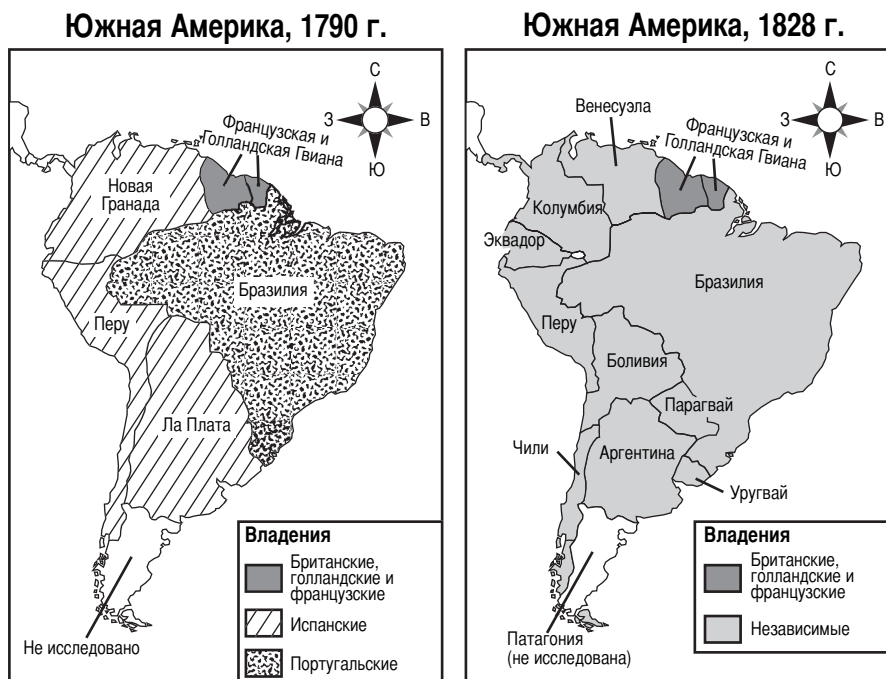 Южная Америка, 1790 г.
С
З
В
Ю
Французская и
Голландская Гвиана
Новая
Гранада
Бразилия
Перу
Ла Плата
Не исследовано
Владения
Британские,
голландские и
французские
Испанские
Португальские
Южная Америка, 1828 г.
С
З
В
Ю
Венесуэла
Французская и
Голландская Гвиана
Колумбия
Эквадор
Бразилия
Перу
Боливия
Парагвай
Чили
Аргентина
Уругвай
Патагония
(не исследована)
Владения
Британские,
голландские и
французские
Независимые